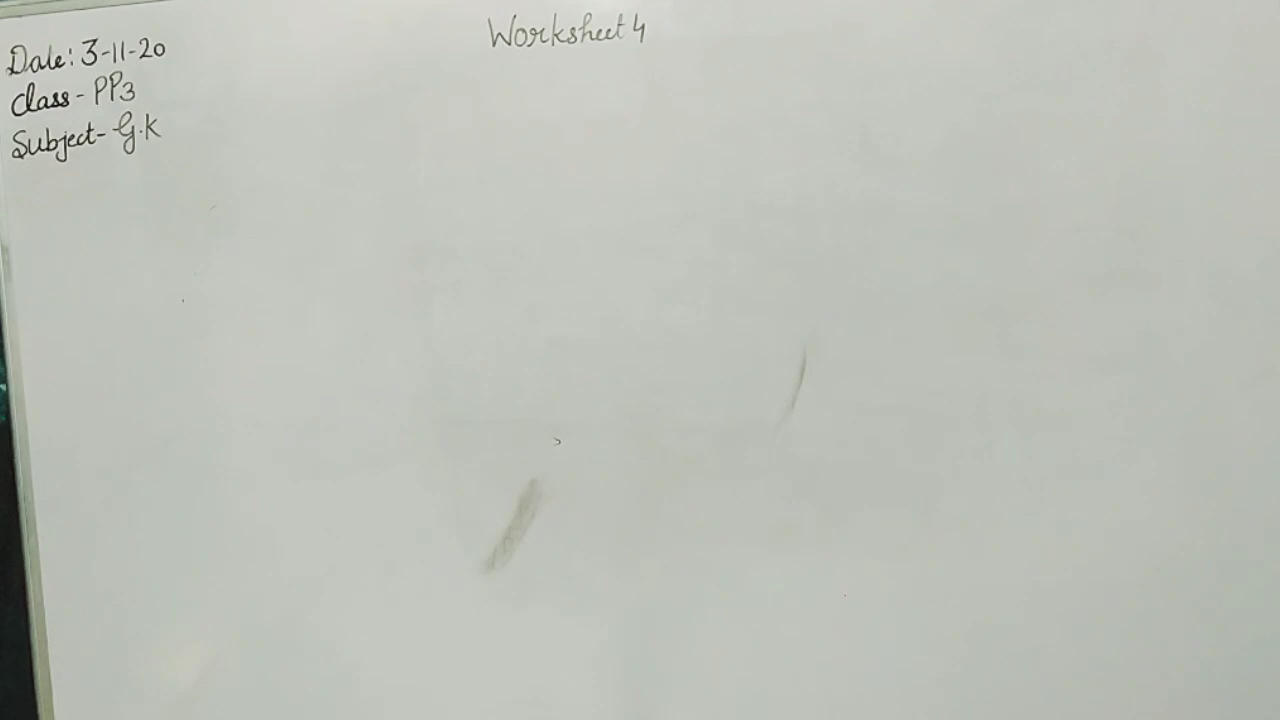 Worksheet 4
Date: 3-11-20
Class - PP3
Subject - G.K